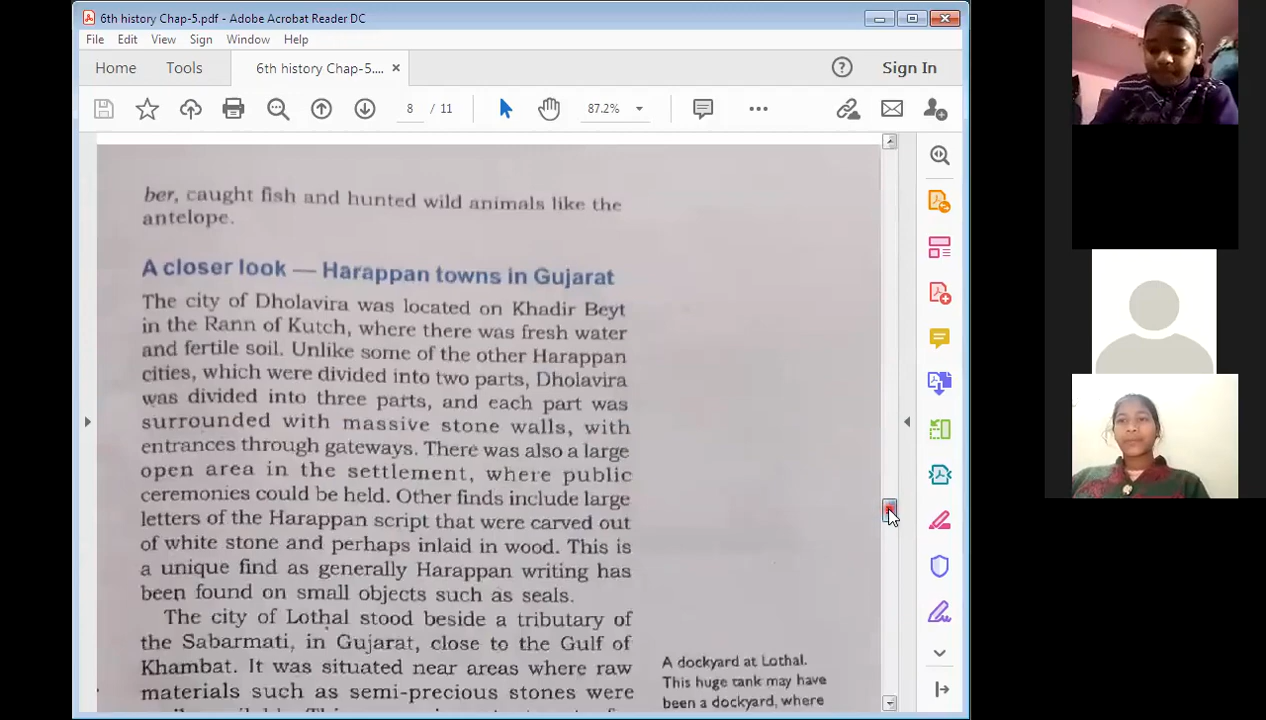 6th history Chap-5.pdf - Adobe Acrobat Reader DC
File Edit View Sign Window Help
Home Tools 6th history Chap-5.... × Sign In
8 / 11 87.2%
ber, caught fish and hunted wild animals like the
antelope.
A closer look — Harappan towns in Gujarat
The city of Dholavira was located on Khadir Beyt
in the Rann of Kutch, where there was fresh water
and fertile soil. Unlike some of the other Harappan
cities, which were divided into two parts, Dholavira
was divided into three parts, and each part was
surrounded with massive stone walls, with
entrances through gateways. There was also a large
open area in the settlement, where public
ceremonies could be held. Other finds include large
letters of the Harappan script that were carved out
of white stone and perhaps inlaid in wood. This is
a unique find as generally Harappan writing has
been found on small objects such as seals.
The city of Lothal stood beside a tributary of
the Sabarmati, in Gujarat, close to the Gulf of
Khambat. It was situated near areas where raw
materials such as semi-precious stones were
A dockyard at Lothal.
This huge tank may have
been a dockyard, where